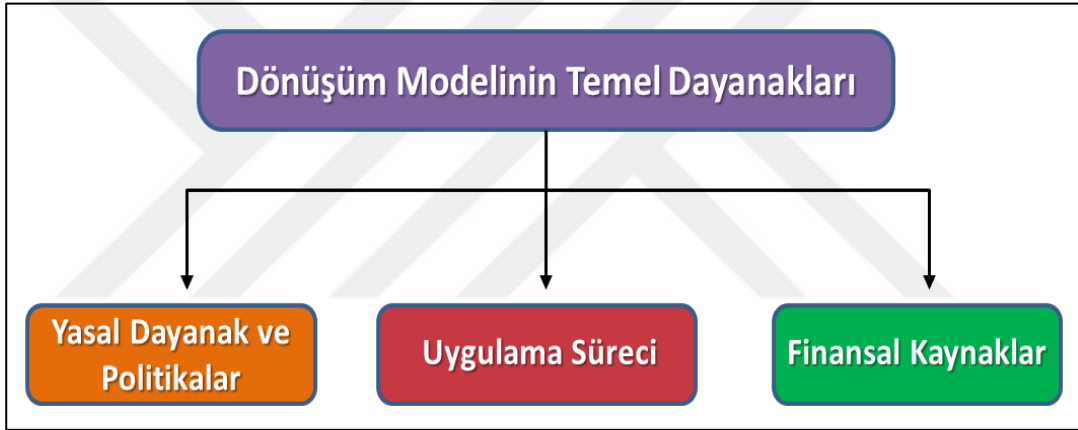 Dönüşüm Modelinin Temel Dayanakları
Yasal Dayanak ve
Politikalar
Uygulama Süreci
Finansal Kaynaklar